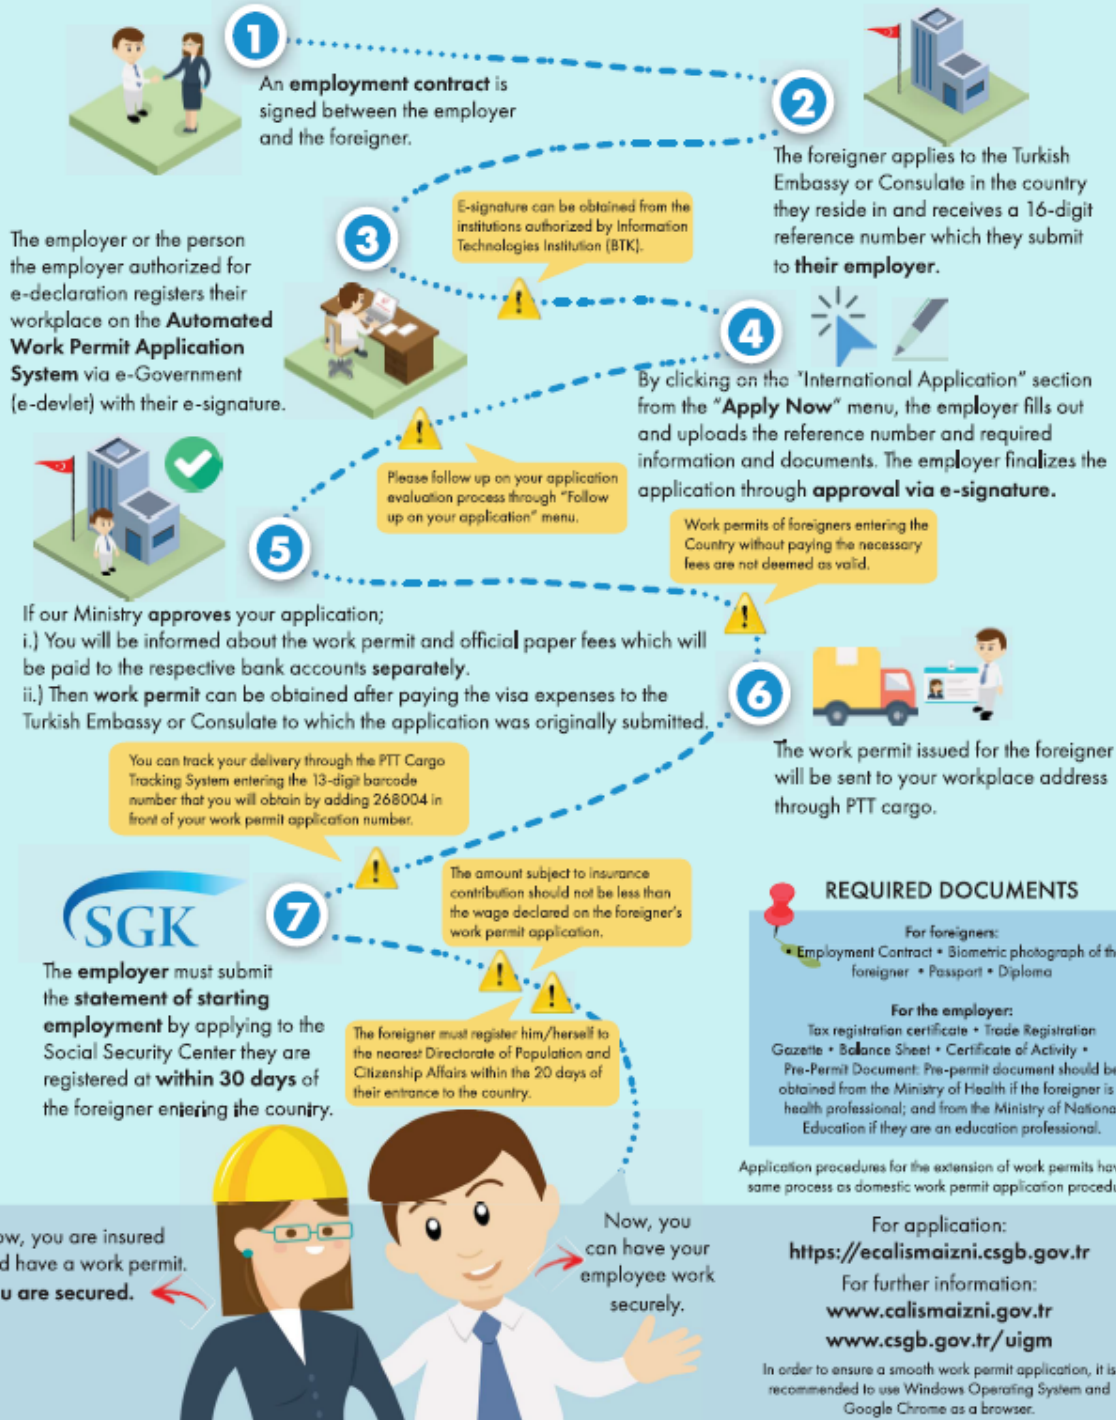 1
An employment contract is
signed between the employer
and the foreigner.
2
The foreigner applies to the Turkish
Embassy or Consulate in the country
they reside in and receives a 16-digit
reference number which they submit
to their employer.
3
The employer or the person
the employer authorized for
e-declaration registers their
workplace on the Automated
Work Permit Application
System via e-Government
(e-devlet) with their e-signature.
E-signature can be obtained from the
institutions authorized by Information
Technologies Institution (BTK).
4
By clicking on the "International Application" section
from the "Apply Now" menu, the employer fills out
and uploads the reference number and required
information and documents. The employer finalizes the
application through approval via e-signature.
Please follow up on your application
evaluation process through "Follow
up on your application" menu.
5
If our Ministry approves your application;
i.) You will be informed about the work permit and official paper fees which will
be paid to the respective bank accounts separately.
ii.) Then work permit can be obtained after paying the visa expenses to the
Turkish Embassy or Consulate to which the application was originally submitted.
Work permits of foreigners entering the
Country without paying the necessary
fees are not deemed as valid.
6
The work permit issued for the foreigner
will be sent to your workplace address
through PTT cargo.
You can track your delivery through the PTT Cargo
Tracking System entering the 13-digit barcode
number that you will obtain by adding 268004 in
front of your work permit application number.
SGK
7
The employer must submit
the statement of starting
employment by applying to the
Social Security Center they are
registered at within 30 days of
the foreigner entering the country.
The amount subject to insurance
contribution should not be less than
the wage declared on the foreigner's
work permit application.
The foreigner must register him/herself to
the nearest Directorate of Population and
Citizenship Affairs within the 20 days of
their entrance to the country.
REQUIRED DOCUMENTS
For foreigners:
• Employment Contract • Biometric photograph of th
foreigner • Passport • Diploma
For the employer:
Tax registration certificate • Trade Registration
Gazette • Balance Sheet • Certificate of Activity •
Pre-Permit Document: Pre-permit document should be
obtained from the Ministry of Health if the foreigner is
health professional; and from the Ministry of Nationa
Education if they are an education professional.
Application procedures for the extension of work permits hav
same process as domestic work permit application procedu
ow, you are insured
d have a work permit.
u are secured.
Now, you
can have your
employee work
securely.
For application:
https://ecalismaizni.csgb.gov.tr
For further information:
www.calismaizni.gov.tr
www.csgb.gov.tr/uigm
In order to ensure a smooth work permit application, it is
recommended to use Windows Operating System and
Google Chrome as a browser.